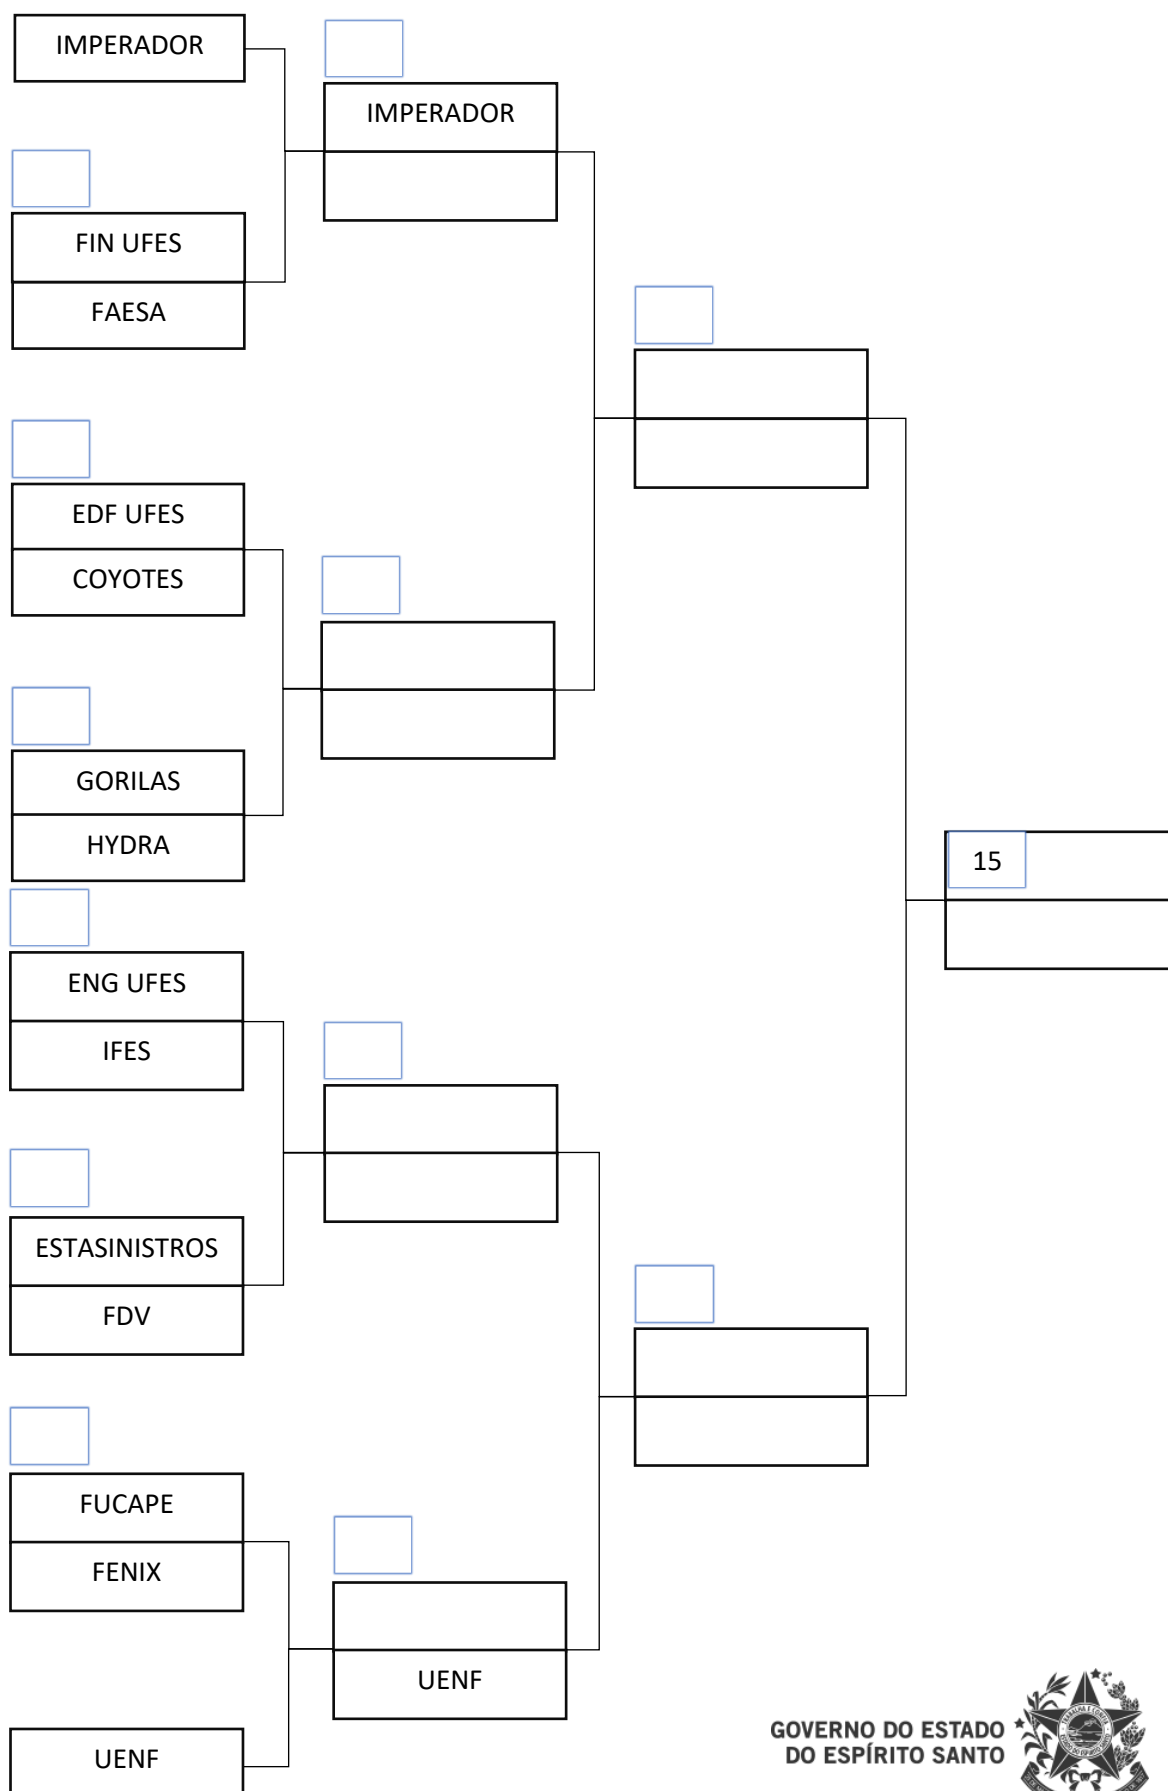 IMPERADOR
IMPERADOR
FIN UFES
FAESA
EDF UFES
COYOTES
GORILAS
HYDRA
15
ENG UFES
IFES
ESTASINISTROS
FDV
FUCAPE
FENIX
UENF
UENF
GOVERNO DO ESTADO
DO ESPÍRITO SANTO